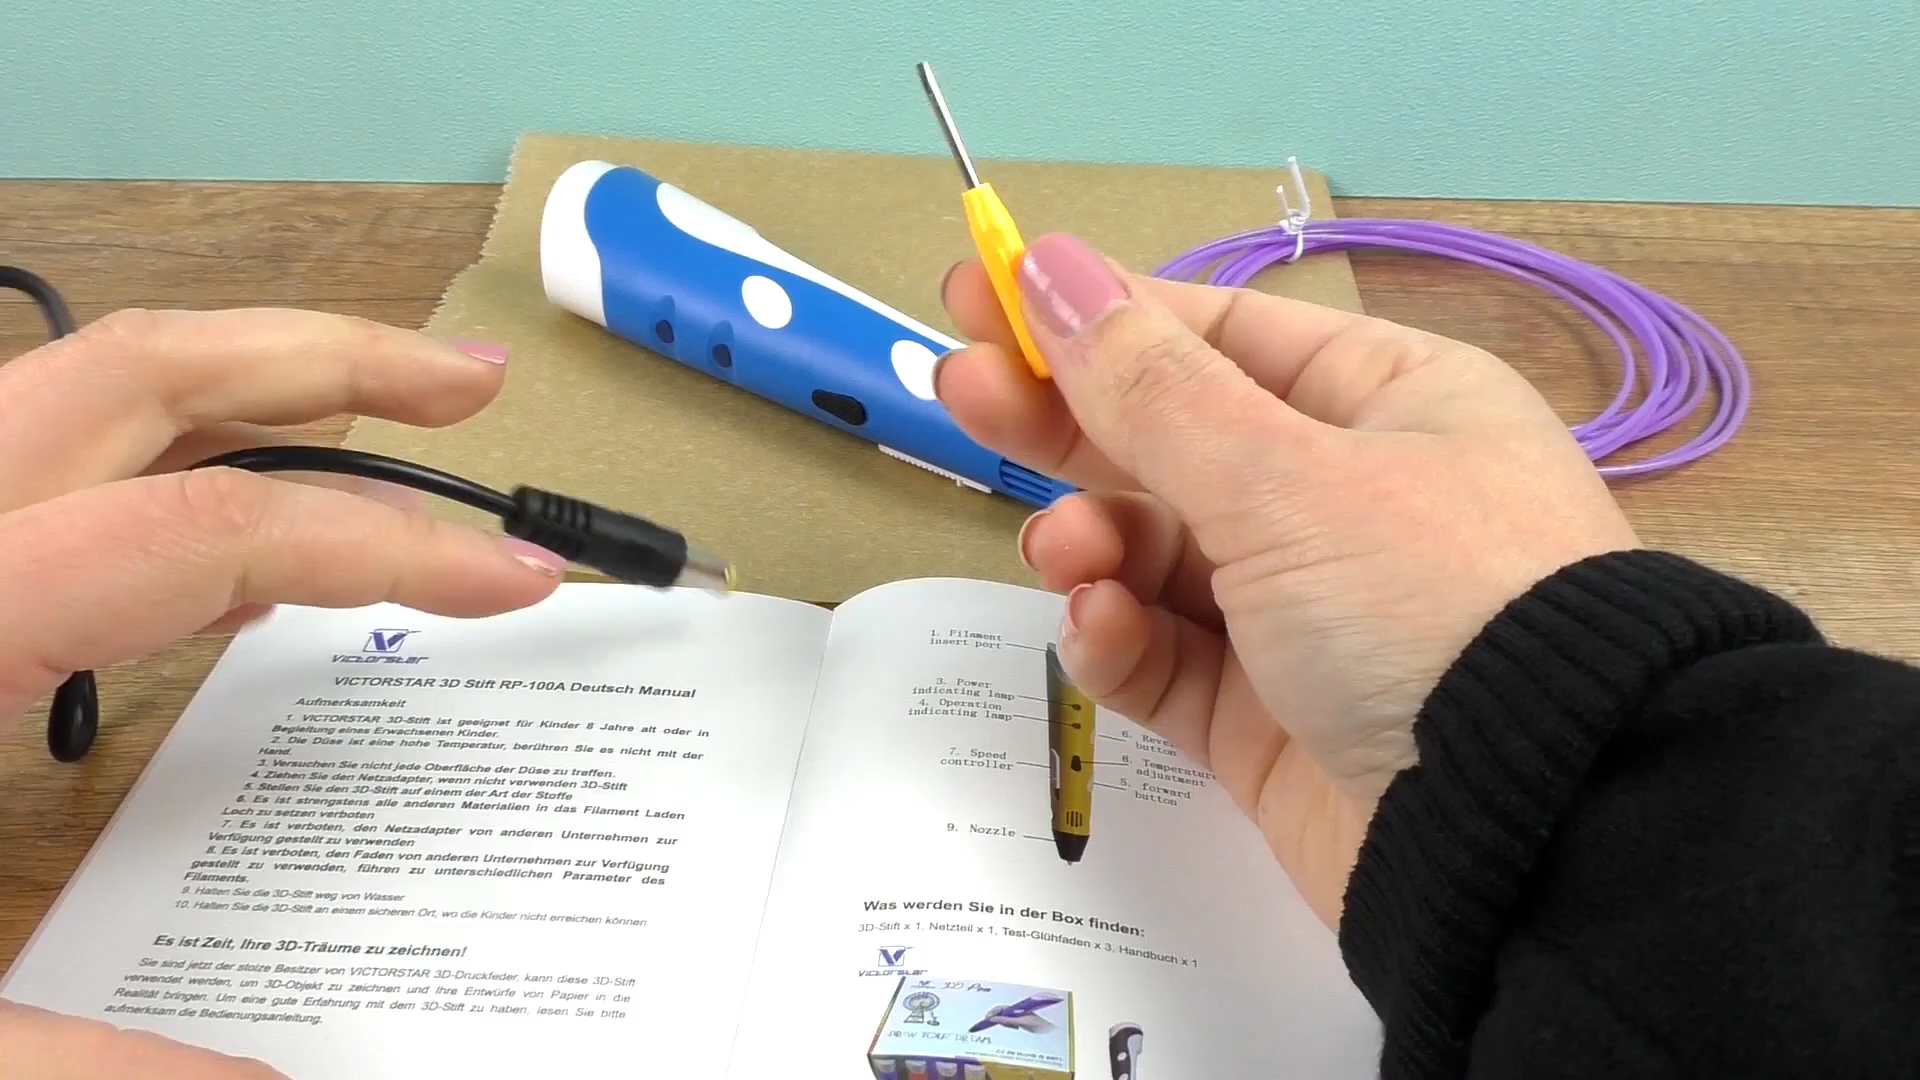 VICTORSTAR
VICTORSTAR 3D Stift RP-100A Deutsch Manual
Aufmerksamkeit
1. VICTORSTAR 3D-Stift ist geeignet für Kinder 8 Jahre alt oder in
Begleitung eines Erwachsenen Kinder.
2. Die Düse ist eine hohe Temperatur, berühren Sie es nicht mit der
Hand.
3. Versuchen Sie nicht jede Oberfläche der Düse zu treffen.
4. Ziehen Sie den Netzadapter, wenn nicht verwenden 3D-Stift
5. Stellen Sie den 3D-Stift auf einem der Art der Stoffe
6. Es ist strengstens alle anderen Materialien in das Filament Laden
Loch zu setzen verboten
7. Es ist verboten, den Netzadapter von anderen Unternehmen zur
Verfügung gestellt zu verwenden
8. Es ist verboten, den Faden von anderen Unternehmen zur Verfügung
gestellt zu verwenden, führen zu unterschiedlichen Parameter des
Filaments.
9. Halten Sie die 3D-Stift weg von Wasser
10. Halten Sie die 3D-Stift an einem sicheren Ort, wo die Kinder nicht erreichen können
Es ist Zeit, Ihre 3D-Träume zu zeichnen!
Sie sind jetzt der stolze Besitzer von VICTORSTAR 3D-Druckfeder, kann diese 3D-Stift
verwendet werden, um 3D-Objekt zu zeichnen und Ihre Entwürfe von Papier in die
Realität bringen. Um eine gute Erfahrung mit dem 3D-Stift zu haben, lesen Sie bitte
aufmerksam die Bedienungsanleitung.
1. Filament
insert port
3. Power
indicating lamp
4. Operation
indicating lamp
7. Speed
controller
9. Nozzle
6.
button
8. Temperature
adjustment
5. forward
button
Was werden Sie in der Box finden:
3D-Stift x 1, Netzteil x 1, Test-Glühfaden x 3, Handbuch x 1
VICTORSTAR
3D Pen
DRAW YOUR DREAM